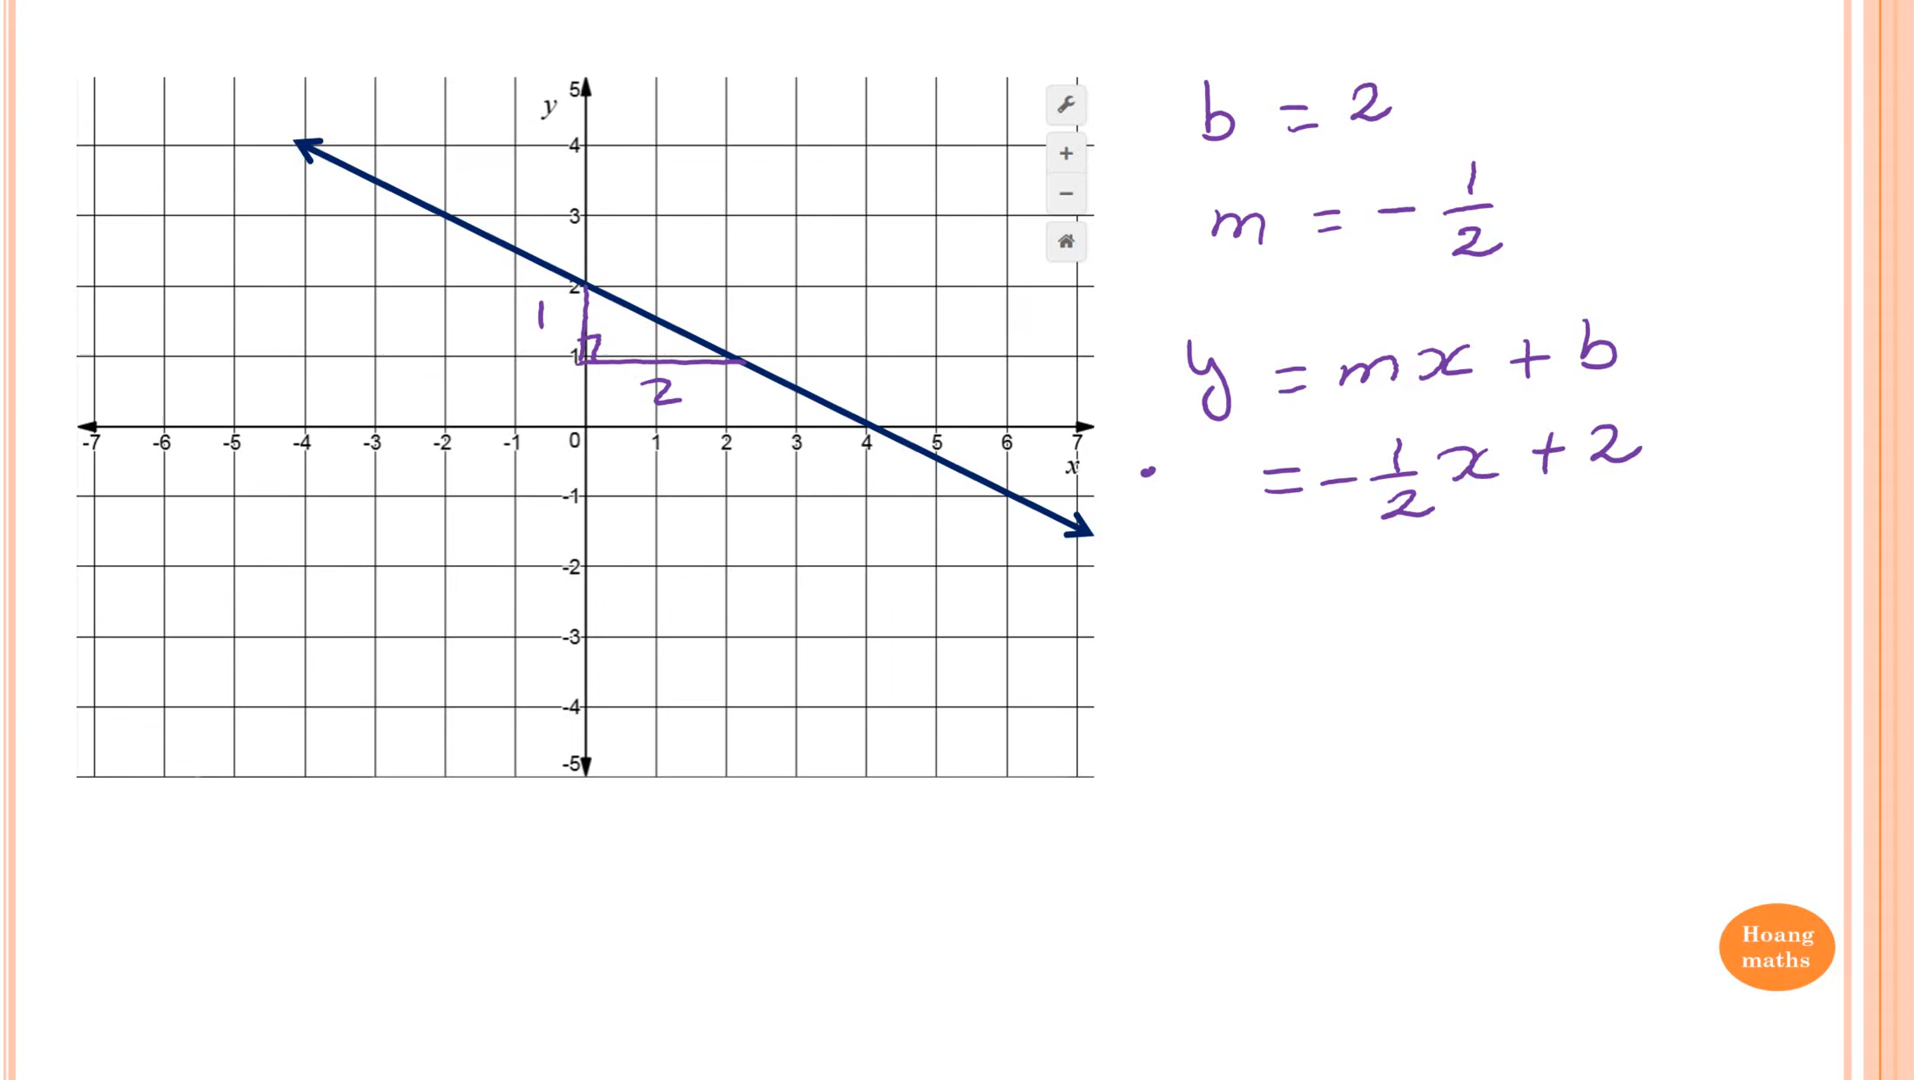 y
5
4
3
2
1
-7 -6 -5 -4 -3 -2 -1 0 1 2 3 4 5 6 7
x
-1
-2
-3
-4
-5
+
−
1
2
b = 2
m = - 1/2
y = mx + b
= - 1/2 x + 2
Hoang
maths